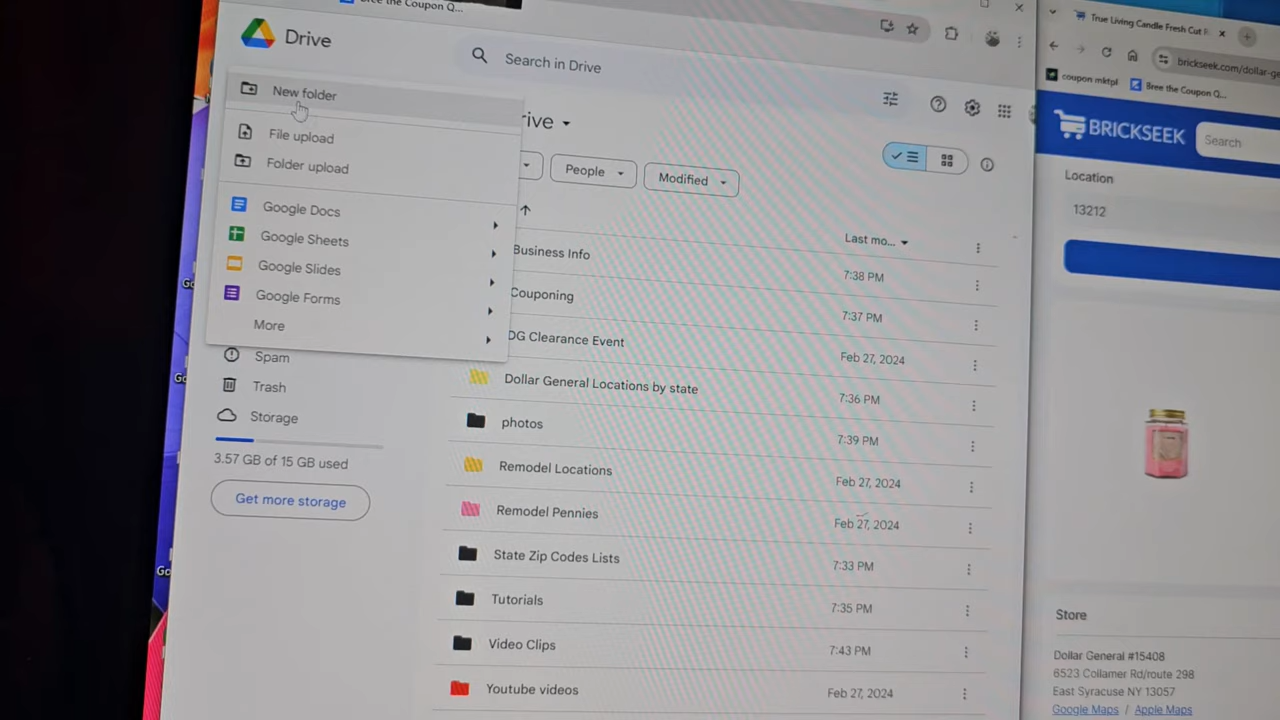 Bree the Coupon Q...
Drive
Search in Drive
New folder
File upload
Folder upload
Google Docs
Google Sheets
Google Slides
Google Forms
More
Spam
Trash
Storage
3.57 GB of 15 GB used
Get more storage
rive
People
Modified
Last mo...
Business Info 7:38 PM
Couponing 7:37 PM
DG Clearance Event Feb 27, 2024
Dollar General Locations by state 7:36 PM
photos 7:39 PM
Remodel Locations Feb 27, 2024
Remodel Pennies Feb 27, 2024
State Zip Codes Lists 7:33 PM
Tutorials 7:35 PM
Video Clips 7:43 PM
Youtube videos Feb 27, 2024
Go
Go
Go
True Living Candle Fresh Cut
brickseek.com/dollar-ge
coupon mktpl
Bree the Coupon Q...
BRICKSEEK
Search
Location
13212
Store
Dollar General #15408
6523 Collamer Rd/route 298
East Syracuse NY 13057
Google Maps / Apple Maps